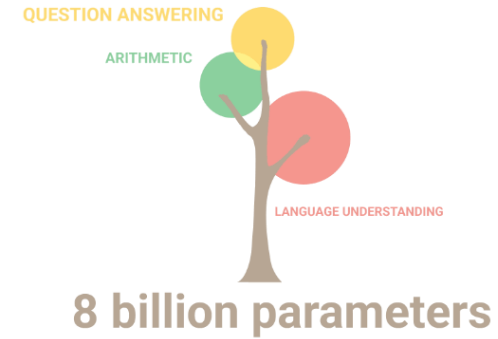 QUESTION ANSWERING
ARITHMETIC
LANGUAGE UNDERSTANDING
8 billion parameters